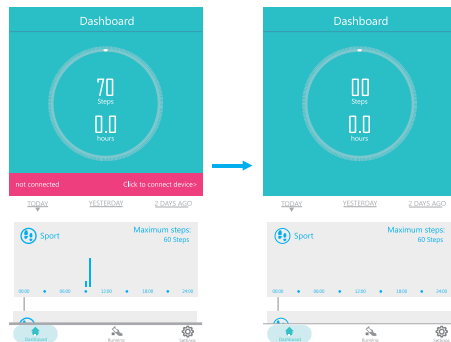 Dashboard
70
Steps
0.0
hours
not connected
Click to connect device>
TODAY
YESTERDAY
2 DAYS AGO
Sport
Maximum steps:
60 Steps
00:00
06:00
12:00
18:00
24:00
Dashboard
Running
Settings
Dashboard
00
Steps
0.0
hours
TODAY
YESTERDAY
2 DAYS AGO
Sport
Maximum steps:
60 Steps
00:00
06:00
12:00
18:00
24:00
Dashboard
Running
Settings